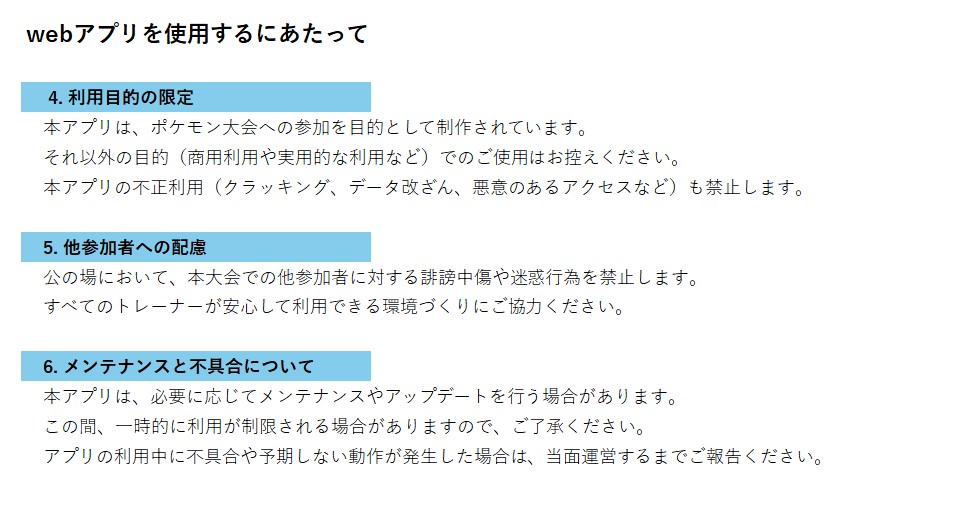 webアプリを使用するにあたって
4. 利用目的の限定
本アプリは、ポケモン大会への参加を目的として制作されています。
それ以外の目的（商用利用や実用的な利用など）でのご使用はお控えください。
本アプリの不正利用（クラッキング、データ改ざん、悪意のあるアクセスなど）も禁止します。
5. 他参加者への配慮
公の場において、本大会での他参加者に対する誹謗中傷や迷惑行為を禁止します。
すべてのトレーナーが安心して利用できる環境づくりにご協力ください。
6. メンテナンスと不具合について
本アプリは、必要に応じてメンテナンスやアップデートを行う場合があります。
この間、一時的に利用が制限される場合がありますので、ご了承ください。
アプリの利用中に不具合や予期しない動作が発生した場合は、当面運営するまでご報告ください。